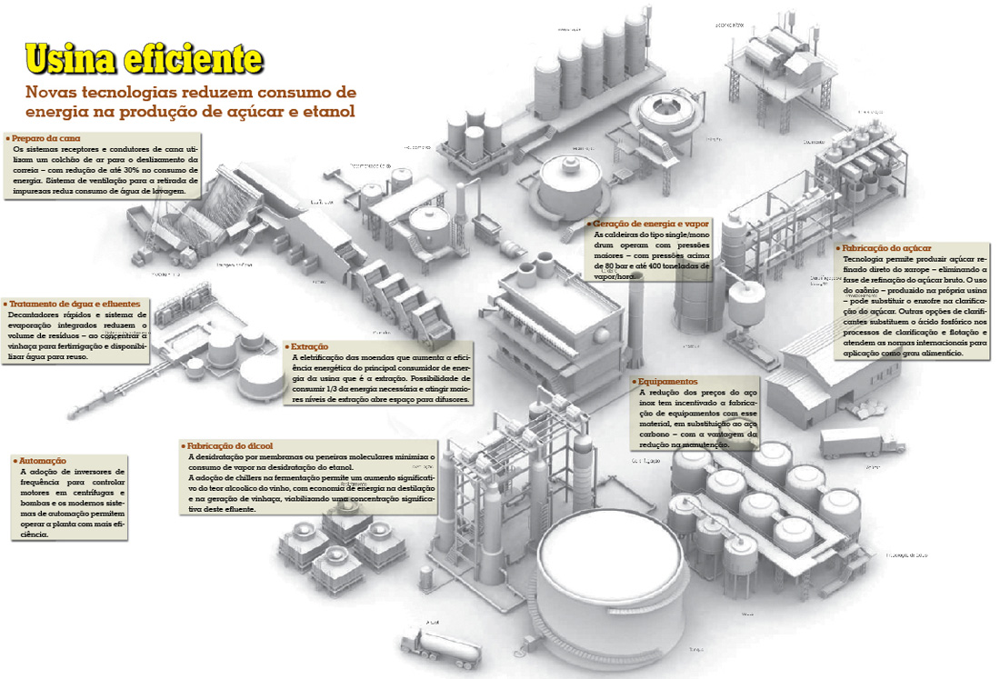 Usina eficiente
Novas tecnologias reduzem consumo de
energia na produção de açúcar e etanol
• Preparo da cana
Os sistemas receptores e condutores de cana uti-
lizam um colchão de ar para o deslizamento da
correia – com redução de até 30% no consumo de
energia. Sistema de ventilação para a retirada de
impurezas reduz consumo de água de lavagem.
• Geração de energia e vapor
As caldeiras do tipo single/mono
drum operam com pressões
maiores – com pressões acima
de 80 bar e até 400 toneladas de
vapor/hora.
• Fabricação do açúcar
Tecnologia permite produzir açúcar re-
finado direto do xarope – eliminando a
fase de refinação do açúcar bruto. O uso
do ozônio – produzido na própria usina
– pode substituir o enxofre na clarifica-
ção do açúcar. Outras opções de clarifi-
cantes substituem o ácido fosfórico nos
processos de clarificação e flotação e
atendem as normas internacionais para
aplicação como grau alimentício.
• Tratamento de água e efluentes
Decantadores rápidos e sistema de
evaporação integrados reduzem o
volume de resíduos – ao concentrar a
vinhaça para fertirrigação e disponibi-
lizar água para reuso.
• Extração
A eletrificação das moendas que aumenta a efici-
ência energética do principal consumidor de ener-
gia da usina que é a extração. Possibilidade de
consumir 1/3 da energia necessária e atingir maio-
res níveis de extração abre espaço para difusores.
• Equipamentos
A redução dos preços do aço
inox tem incentivado a fabrica-
ção de equipamentos com esse
material, em substituição ao aço
carbono – com a vantagem da
redução na manutenção.
• Fabricação do álcool
A desidratação por membranas ou peneiras moleculares minimiza o
consumo de vapor na desidratação do etanol.
A adoção de chillers na fermentação permite um aumento significati-
vo do teor alcoolico do vinho, com economia de energia na destilação
e na geração de vinhaça, viabilizando uma concentração significa-
tiva deste efluente.
• Automação
A adoção de inversores de
frequência para controlar
motores em centrífugas e
bombas e os modernos siste-
mas de automação permitem
operar a planta com mais efi-
ciência.